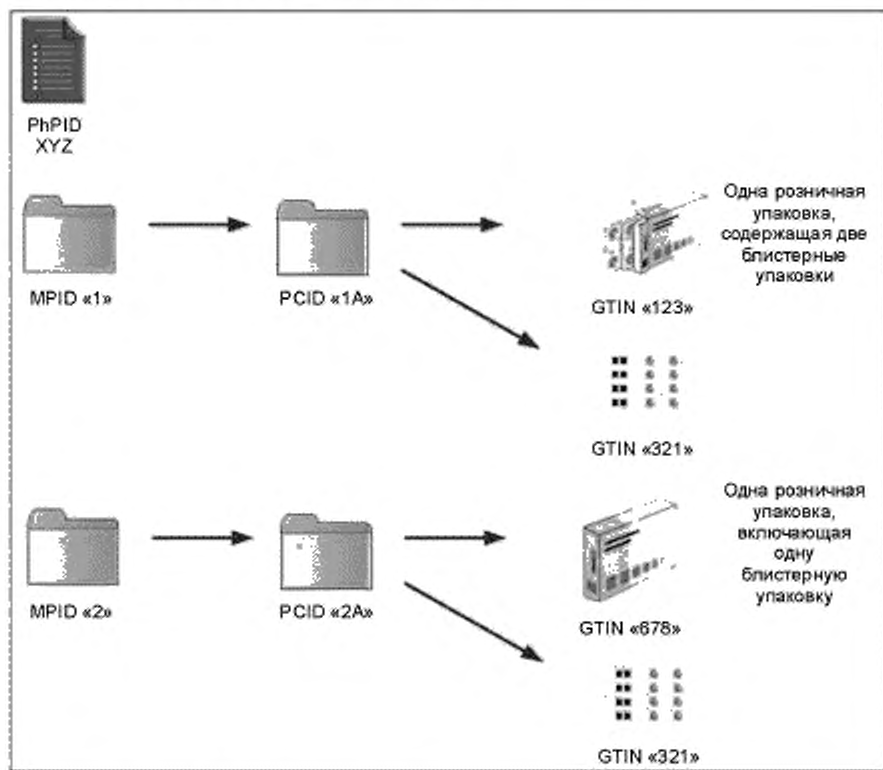 PhPID
XYZ
Одна розничная
упаковка,
содержащая две
блистерные
упаковки
MPID «1»
PCID «1A»
GTIN «123»
GTIN «321»
Одна розничная
упаковка,
включающая
одну
блистерную
упаковку
MPID «2»
PCID «2A»
GTIN «678»
GTIN «321»